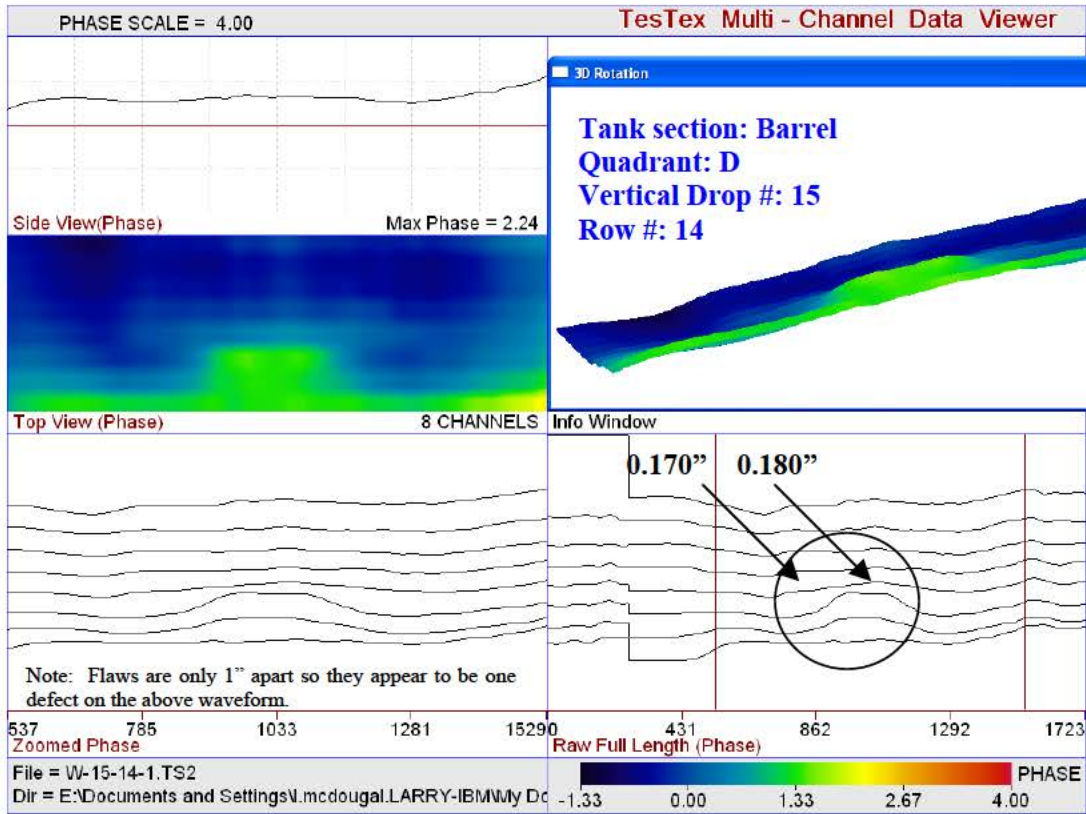 PHASE SCALE = 4.00
TesTex Multi - Channel Data Viewer
Side View(Phase)
Max Phase = 2.24
3D Rotation
Tank section: Barrel
Quadrant: D
Vertical Drop #: 15
Row #: 14
Top View (Phase)
8 CHANNELS
Info Window
0.170”
0.180”
Note: Flaws are only 1” apart so they appear to be one
defect on the above waveform.
537 785 1033 1281 1529
Zoomed Phase
0 431 862 1292 1723
Raw Full Length (Phase)
File = W-15-14-1.TS2
Dir = E:\Documents and Settings\l.mcdougal.LARRY-IBM\My Do
PHASE
-1.33 0.00 1.33 2.67 4.00